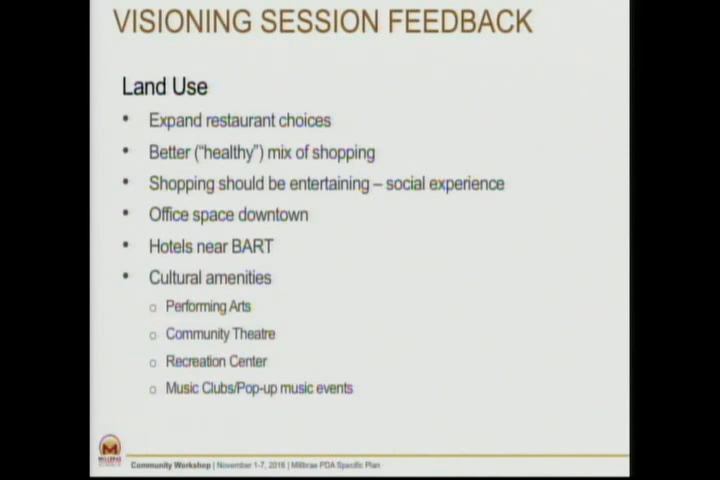 VISIONING SESSION FEEDBACK
Land Use
• Expand restaurant choices
• Better (“healthy”) mix of shopping
• Shopping should be entertaining – social experience
• Office space downtown
• Hotels near BART
• Cultural amenities
o Performing Arts
o Community Theatre
o Recreation Center
o Music Clubs/Pop-up music events
Community Workshop | November 1-7, 2016 | Millbrae PDA Specific Plan